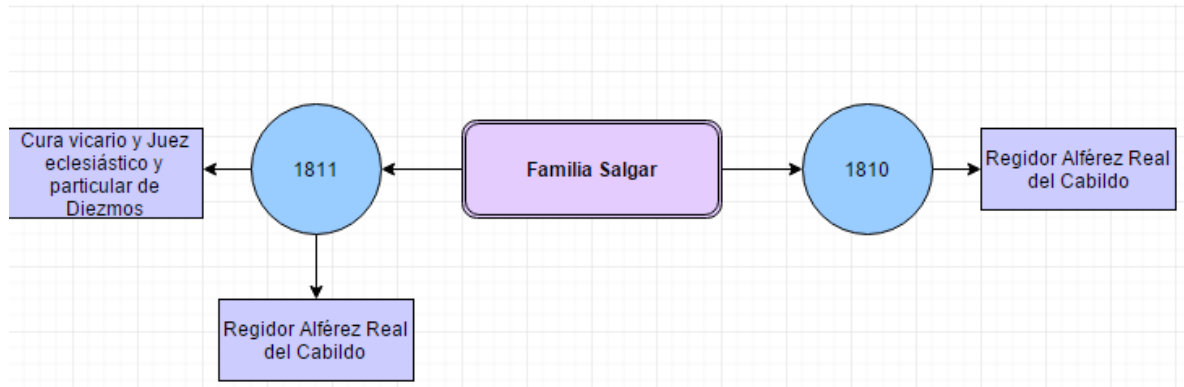 Cura vicario y Juez
eclesiástico y
particular de
Diezmos
1811
Familia Salgar
1810
Regidor Alférez Real
del Cabildo
Regidor Alférez Real
del Cabildo